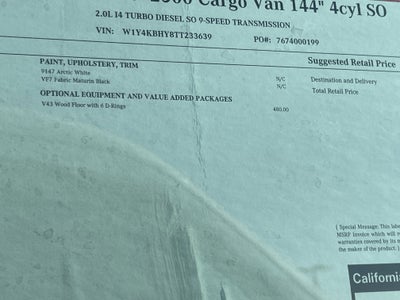 Cargo Van 144" 4cyl SO
2.0L I4 TURBO DIESEL SO 9-SPEED TRANSMISSION
VIN: W1Y4KBHY8TT233639 PO#: 7674000199
Suggested Retail Price
PAINT, UPHOLSTERY, TRIM
9147 Arctic White N/C Destination and Delivery
VF7 Fabric Maturin Black N/C Total Retail Price
OPTIONAL EQUIPMENT AND VALUE ADDED PACKAGES
V43 Wood Floor with 6 D-Rings 480.00
[ Special Message: This labe
MSRP Invoice which will re
warranties covered by its m
the maker of the product. ]
California